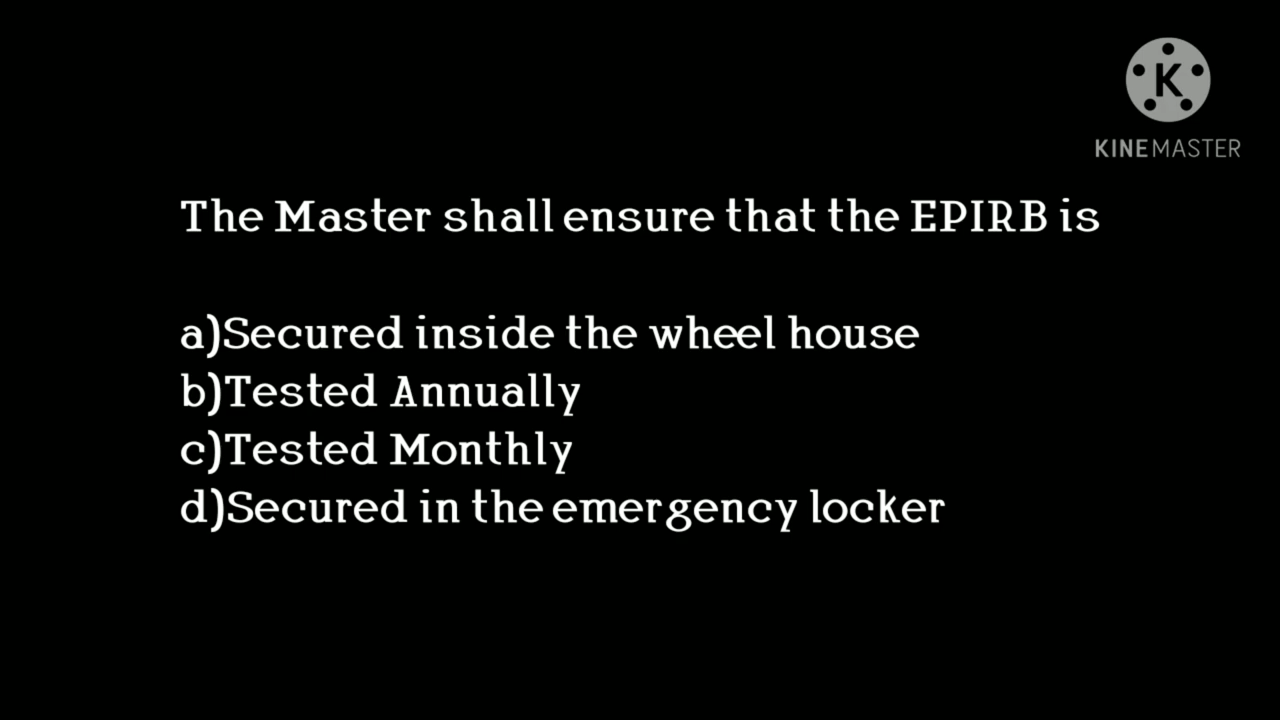 K
KINEMASTER
The Master shall ensure that the EPIRB is
a)Secured inside the wheel house
b)Tested Annually
c)Tested Monthly
d)Secured in the emergency locker